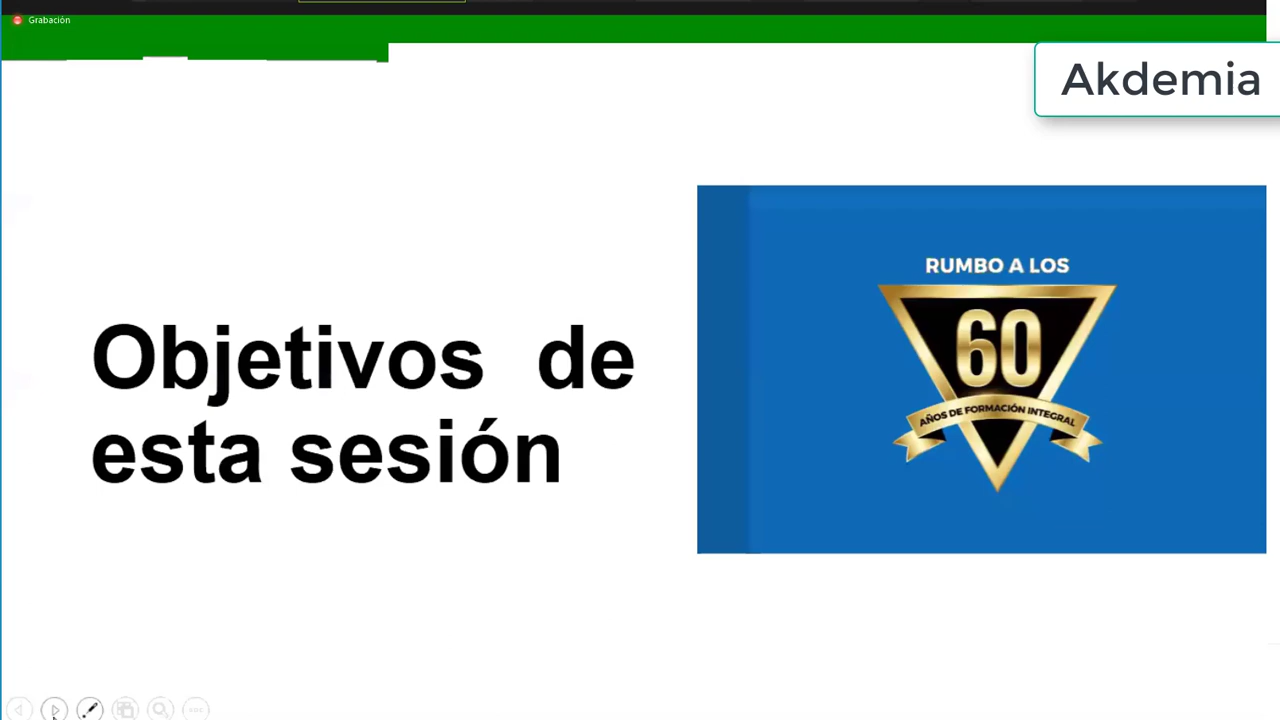 Grabación
Akdemia
RUMBO A LOS
60
AÑOS DE FORMACIÓN INTEGRAL
Objetivos de
esta sesión